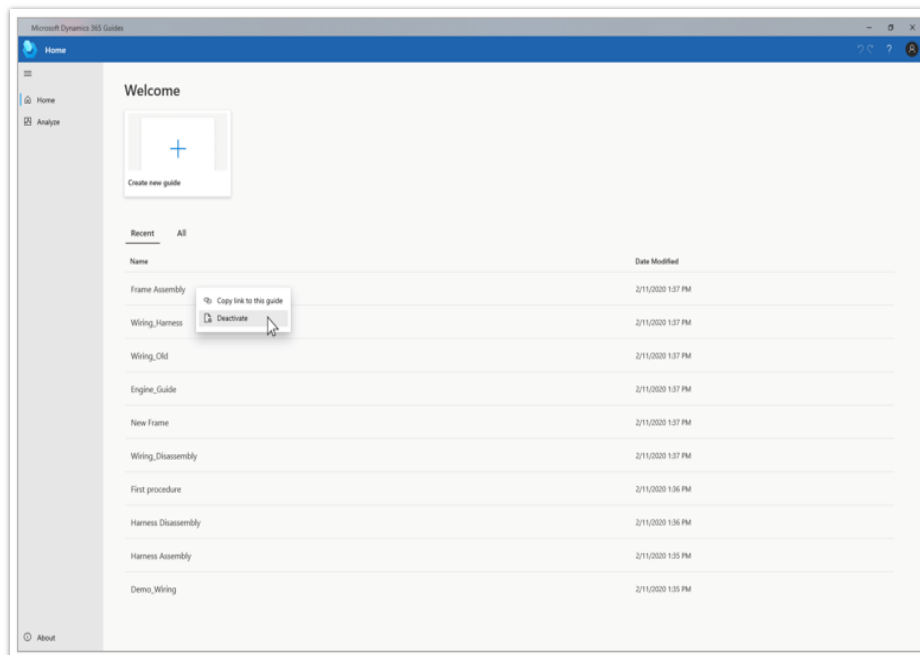 Microsoft Dynamics 365 Guides
Home
?
Home
Analyze
Welcome
Create new guide
Recent All
Name Date Modified
Frame Assembly 2/11/2020 1:37 PM
Copy link to this guide
Deactivate
Wiring_Harness 2/11/2020 1:37 PM
Wiring_Old 2/11/2020 1:37 PM
Engine_Guide 2/11/2020 1:37 PM
New Frame 2/11/2020 1:37 PM
Wiring_Disassembly 2/11/2020 1:37 PM
First procedure 2/11/2020 1:36 PM
Harness Disassembly 2/11/2020 1:36 PM
Harness Assembly 2/11/2020 1:35 PM
Demo_Wiring 2/11/2020 1:35 PM
About